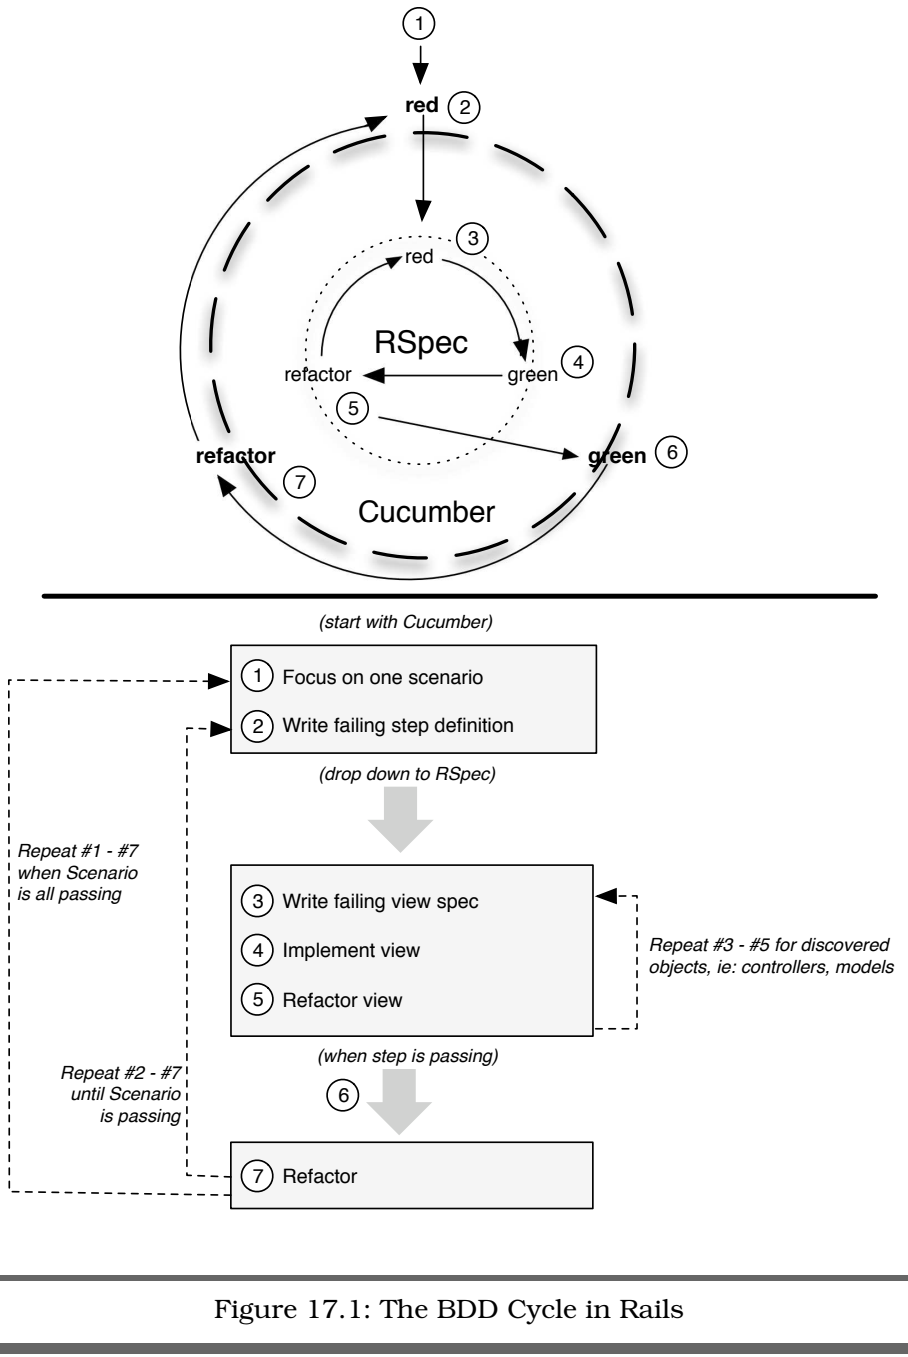 1
red 2
3
red
RSpec
refactor
green 4
5
refactor
green 6
7
Cucumber
(start with Cucumber)
1 Focus on one scenario
2 Write failing step definition
(drop down to RSpec)
Repeat #1 - #7
when Scenario
is all passing
3 Write failing view spec
4 Implement view
5 Refactor view
Repeat #3 - #5 for discovered
objects, ie: controllers, models
(when step is passing)
6
Repeat #2 - #7
until Scenario
is passing
7 Refactor
Figure 17.1: The BDD Cycle in Rails